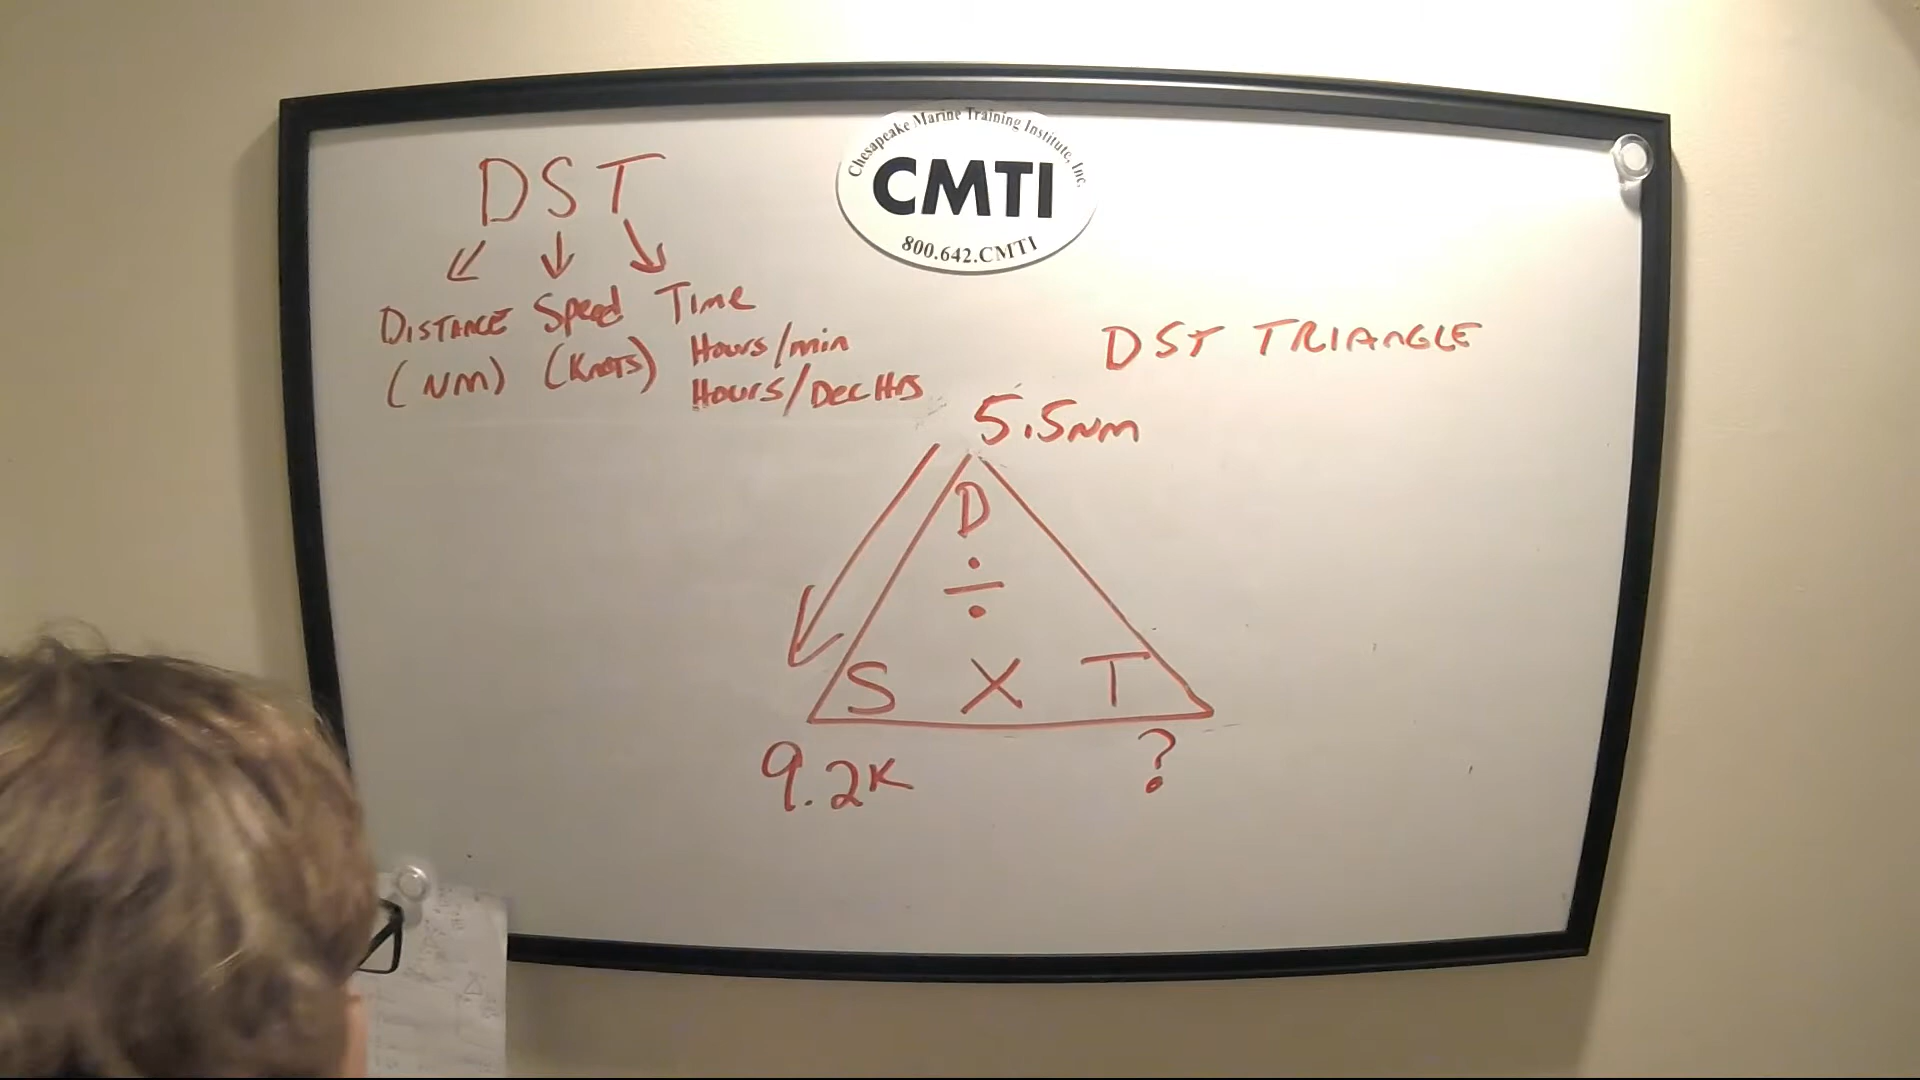 Chesapeake Marine Training Institute, Inc.
CMTI
800.642.CMTI
DST
Distance Speed Time
(NM) (Knots) Hours/min
Hours/Dec Hrs
DST TRIANGLE
5.5nm
D
÷
S X T
9.2K ?